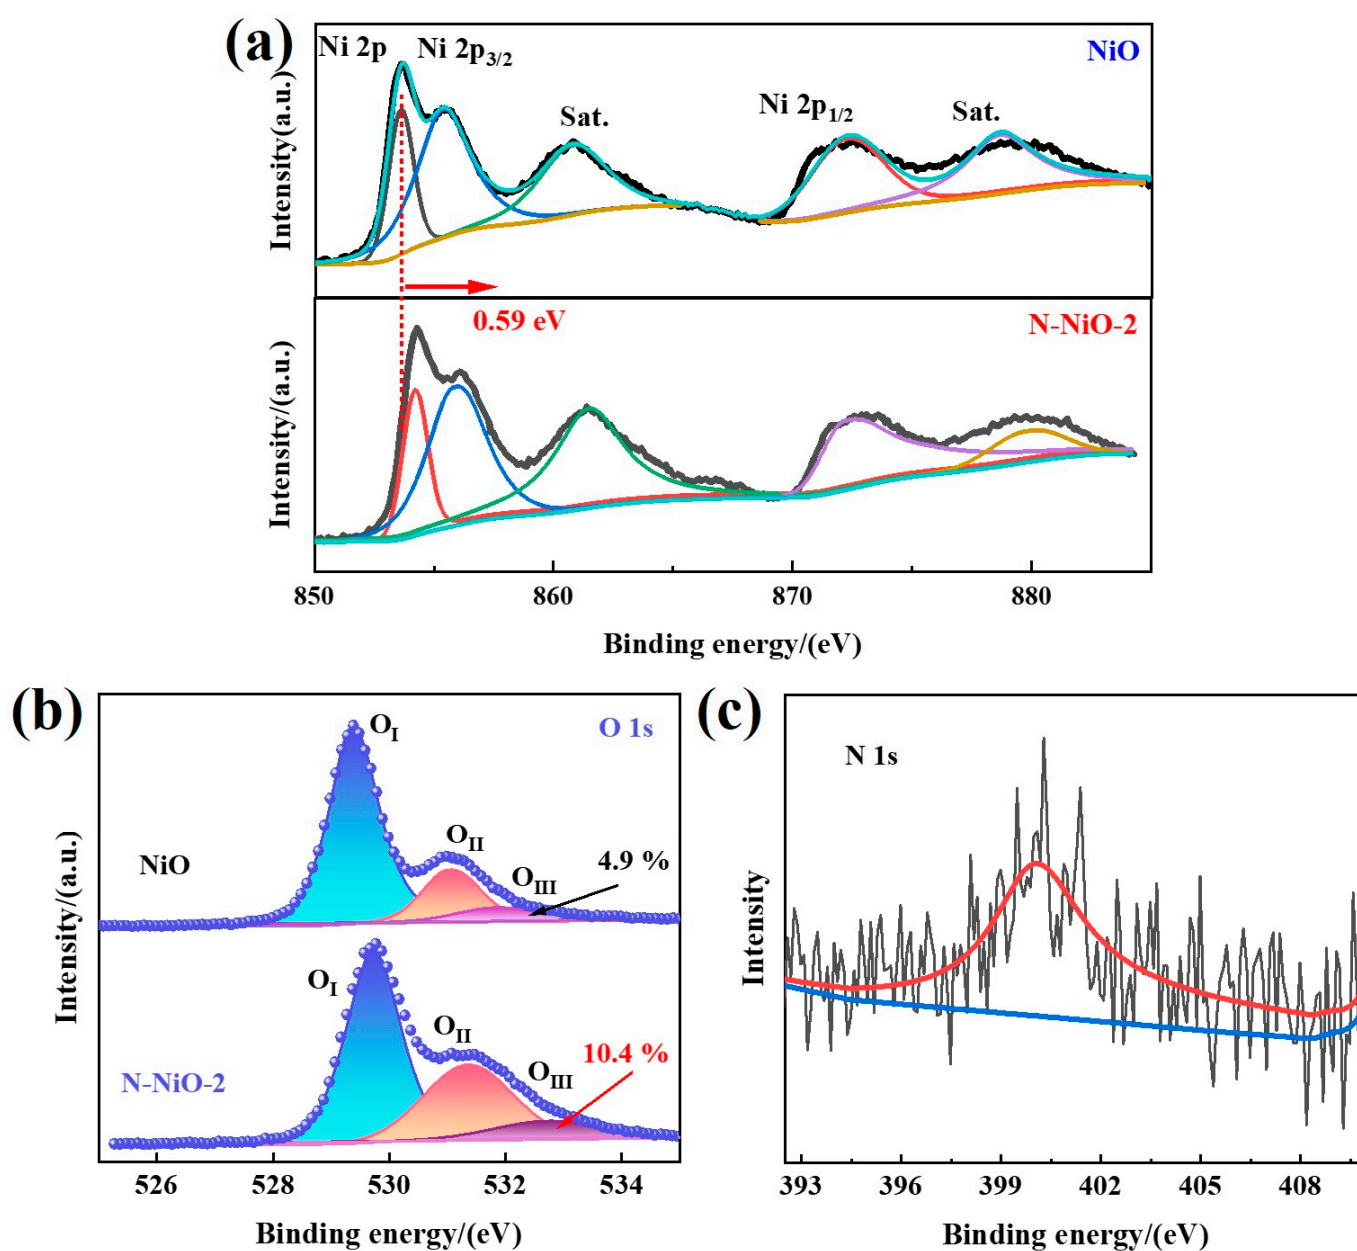 (a)
Ni 2p
Ni 2p3/2
Sat.
Ni 2p1/2
Sat.
NiO
Intensity(a.u.)
0.59 eV
N-NiO-2
Intensity/(a.u.)
850
860
870
880
Binding energy/(eV)
(b)
O 1s
OI
OII
OIII
4.9 %
NiO
OI
OII
OIII
10.4 %
N-NiO-2
Intensity/(a.u.)
526
528
530
532
534
Binding energy/(eV)
(c)
N 1s
Intensity
393
396
399
402
405
408
Binding energy/(eV)